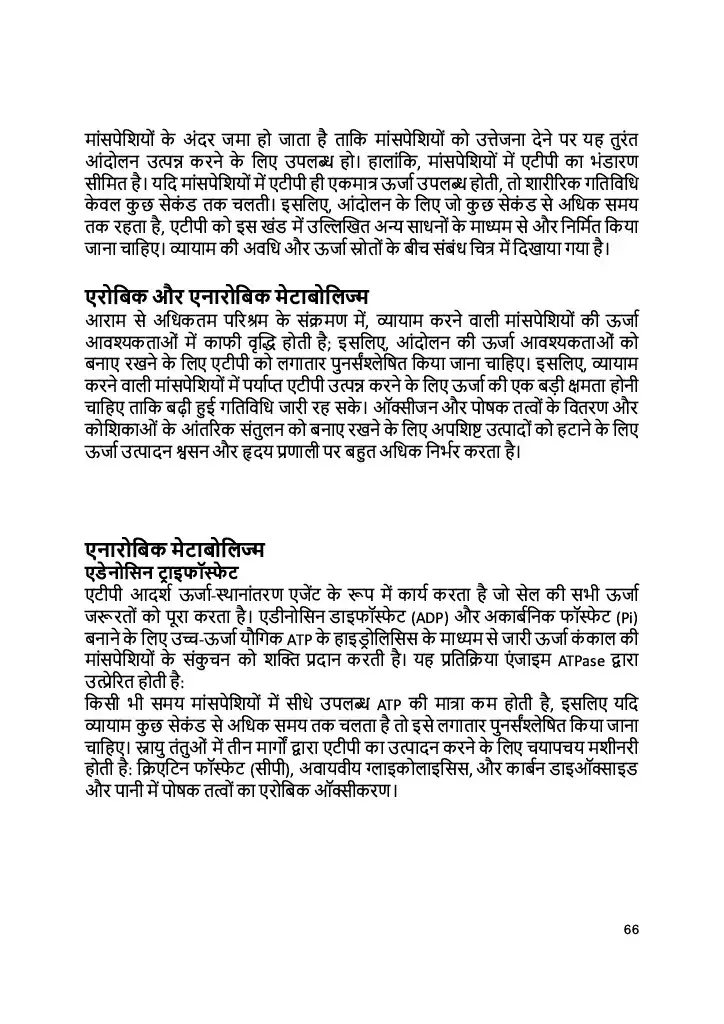 मांसपेशियों के अंदर जमा हो जाता है ताकि मांसपेशियों को उत्तेजना देने पर यह तुरंत
आंदोलन उत्पन्न करने के लिए उपलब्ध हो। हालांकि, मांसपेशियों में एटीपी का भंडारण
सीमित है। यदि मांसपेशियों में एटीपी ही एकमात्र ऊर्जा उपलब्ध होती, तो शारीरिक गतिविधि
केवल कुछ सेकंड तक चलती। इसलिए, आंदोलन के लिए जो कुछ सेकंड से अधिक समय
तक रहता है, एटीपी को इस खंड में उल्लिखित अन्य साधनों के माध्यम से और निर्मित किया
जाना चाहिए। व्यायाम की अवधि और ऊर्जा स्रोतों के बीच संबंध चित्र में दिखाया गया है।
एरोबिक और एनारोबिक मेटाबोलिज्म
आराम से अधिकतम परिश्रम के संक्रमण में, व्यायाम करने वाली मांसपेशियों की ऊर्जा
आवश्यकताओं में काफी वृद्धि होती है; इसलिए, आंदोलन की ऊर्जा आवश्यकताओं को
बनाए रखने के लिए एटीपी को लगातार पुनर्संश्लेषित किया जाना चाहिए। इसलिए, व्यायाम
करने वाली मांसपेशियों में पर्याप्त एटीपी उत्पन्न करने के लिए ऊर्जा की एक बड़ी क्षमता होनी
चाहिए ताकि बढ़ी हुई गतिविधि जारी रह सके। ऑक्सीजन और पोषक तत्वों के वितरण और
कोशिकाओं के आंतरिक संतुलन को बनाए रखने के लिए अपशिष्ट उत्पादों को हटाने के लिए
ऊर्जा उत्पादन श्वसन और हृदय प्रणाली पर बहुत अधिक निर्भर करता है।
एनारोबिक मेटाबोलिज्म
एडेनोसिन ट्राइफॉस्फेट
एटीपी आदर्श ऊर्जा-स्थानांतरण एजेंट के रूप में कार्य करता है जो सेल की सभी ऊर्जा
जरूरतों को पूरा करता है। एडीनोसिन डाइफॉस्फेट (ADP) और अकार्बनिक फॉस्फेट (Pi)
बनाने के लिए उच्च-ऊर्जा यौगिक ATP के हाइड्रोलिसिस के माध्यम से जारी ऊर्जा कंकाल की
मांसपेशियों के संकुचन को शक्ति प्रदान करती है। यह प्रतिक्रिया एंजाइम ATPase द्वारा
उत्प्रेरित होती है:
किसी भी समय मांसपेशियों में सीधे उपलब्ध ATP की मात्रा कम होती है, इसलिए यदि
व्यायाम कुछ सेकंड से अधिक समय तक चलता है तो इसे लगातार पुनर्संश्लेषित किया जाना
चाहिए। स्नायु तंतुओं में तीन मार्गों द्वारा एटीपी का उत्पादन करने के लिए चयापचय मशीनरी
होती है: क्रिएटिन फॉस्फेट (सीपी), अवायवीय ग्लाइकोलाइसिस, और कार्बन डाइऑक्साइड
और पानी में पोषक तत्वों का एरोबिक ऑक्सीकरण।
66